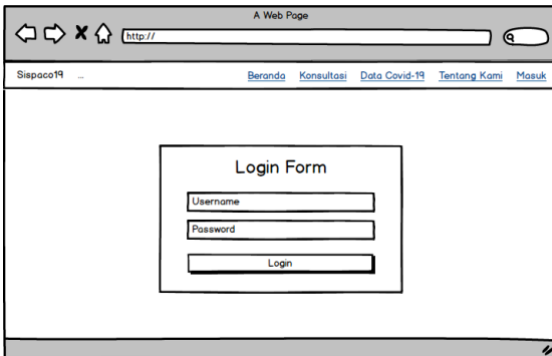 A Web Page
http://
Sispaco19 ... Beranda Konsultasi Data Covid-19 Tentang Kami Masuk
Login Form
Username
Password
Login